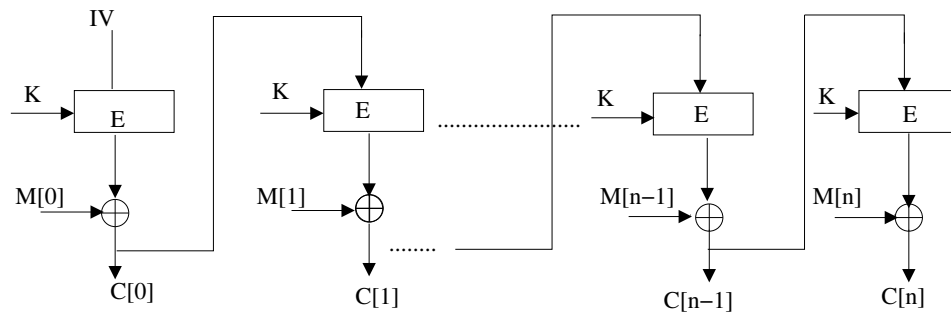 IV
K E K E K E K E
M[0] M[1] M[n−1] M[n]
C[0] C[1] C[n−1] C[n]